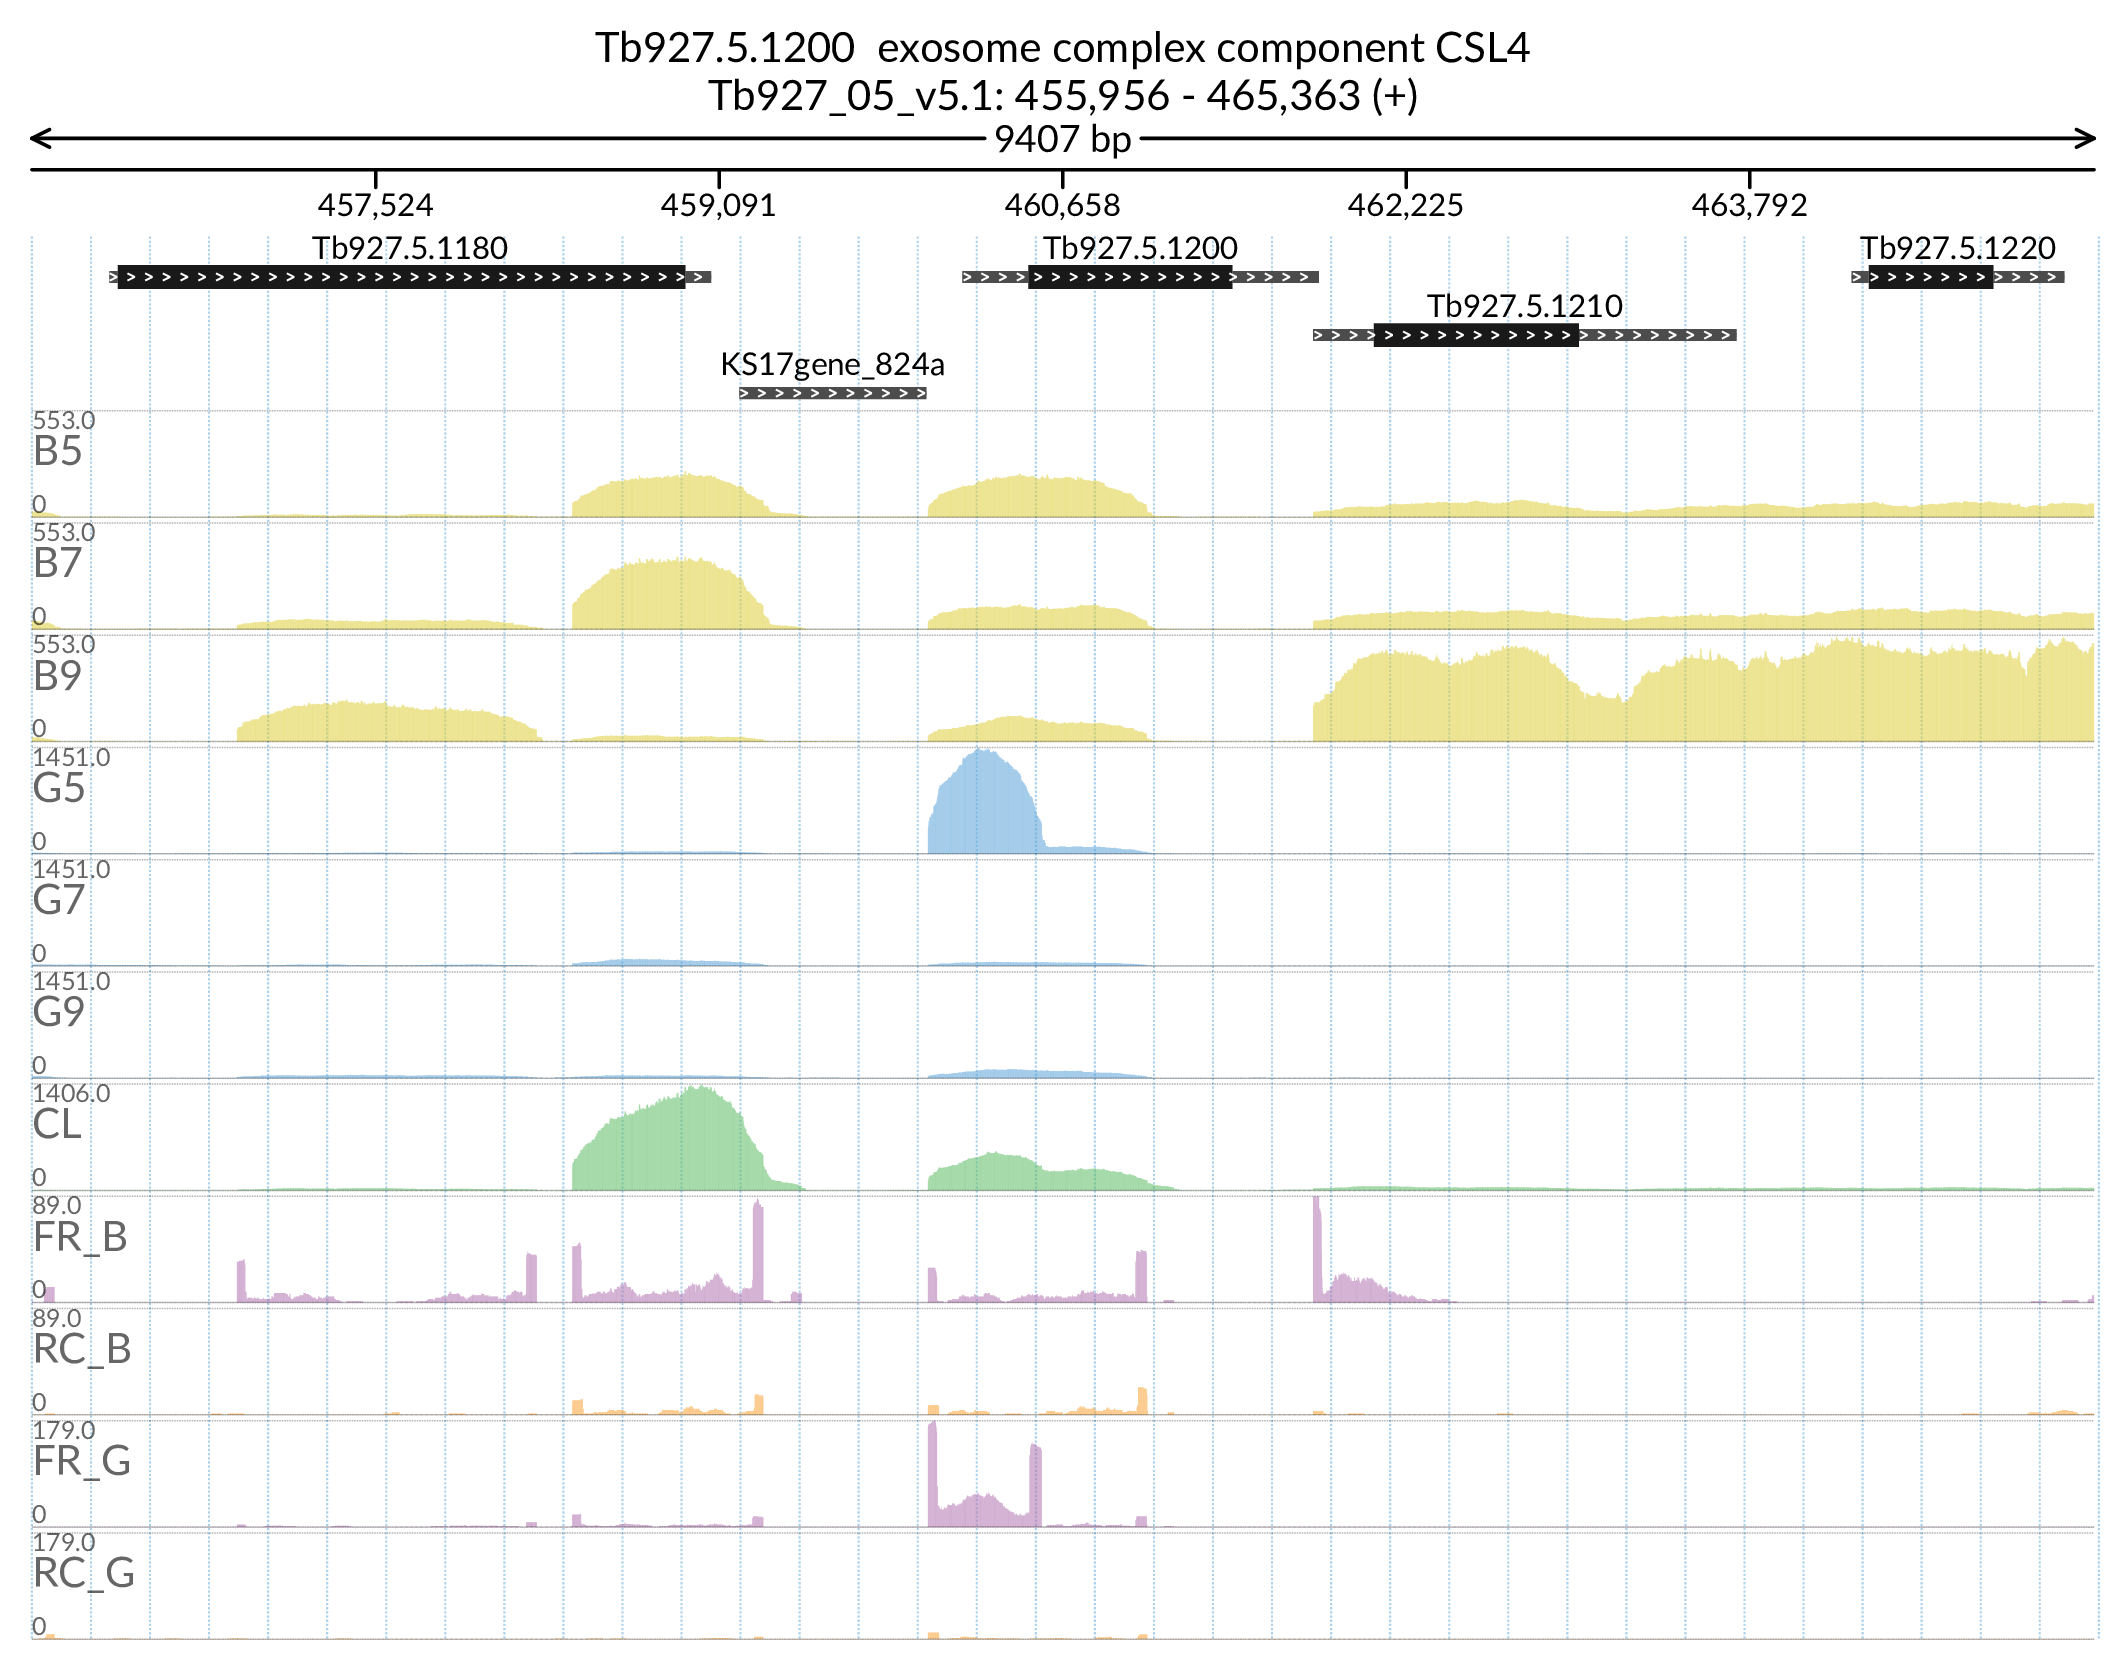 Tb927.5.1200  exosome complex component CSL4
Tb927_05_v5.1: 455,956 - 465,363 (+)
9407 bp
457,524 459,091 460,658 462,225 463,792
Tb927.5.1180 Tb927.5.1200 Tb927.5.1220
Tb927.5.1210
KS17gene_824a
553.0
B5
0
553.0
B7
0
553.0
B9
0
1451.0
G5
0
1451.0
G7
0
1451.0
G9
0
1406.0
CL
0
89.0
FR_B
0
89.0
RC_B
0
179.0
FR_G
0
179.0
RC_G
0